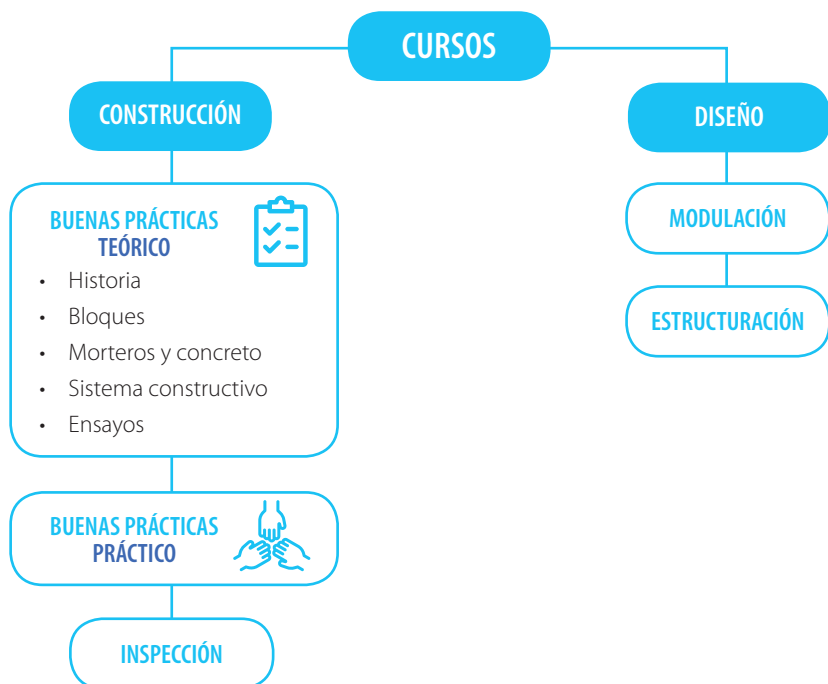 CURSOS
CONSTRUCCIÓN
BUENAS PRÁCTICAS
TEÓRICO
• Historia
• Bloques
• Morteros y concreto
• Sistema constructivo
• Ensayos
BUENAS PRÁCTICAS
PRÁCTICO
INSPECCIÓN
DISEÑO
MODULACIÓN
ESTRUCTURACIÓN